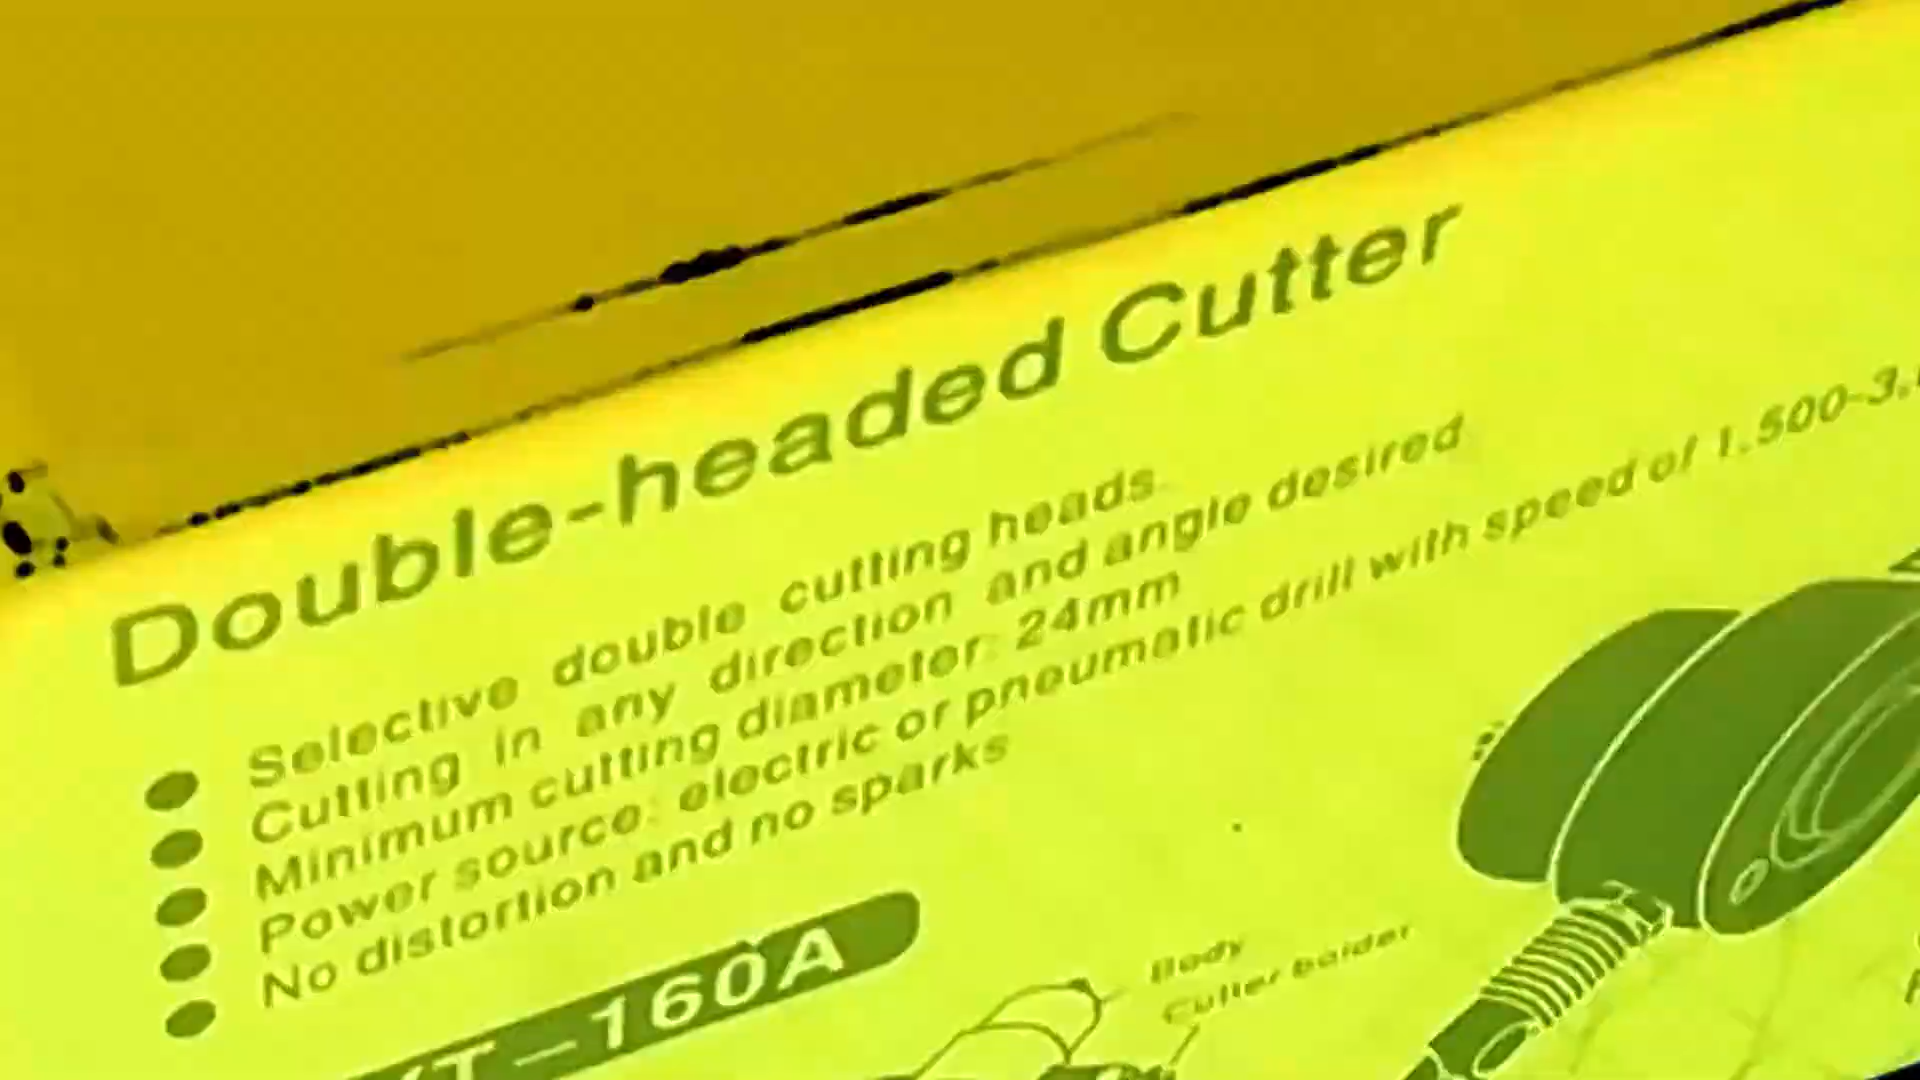 Double-headed Cutter
Selective double cutting heads.
Cutting in any direction and angle desired
Minimum cutting diameter: 24mm
Power source: electric or pneumatic drill with speed of 1,500-3,
No distortion and no sparks
T-160A
Body
Cutter